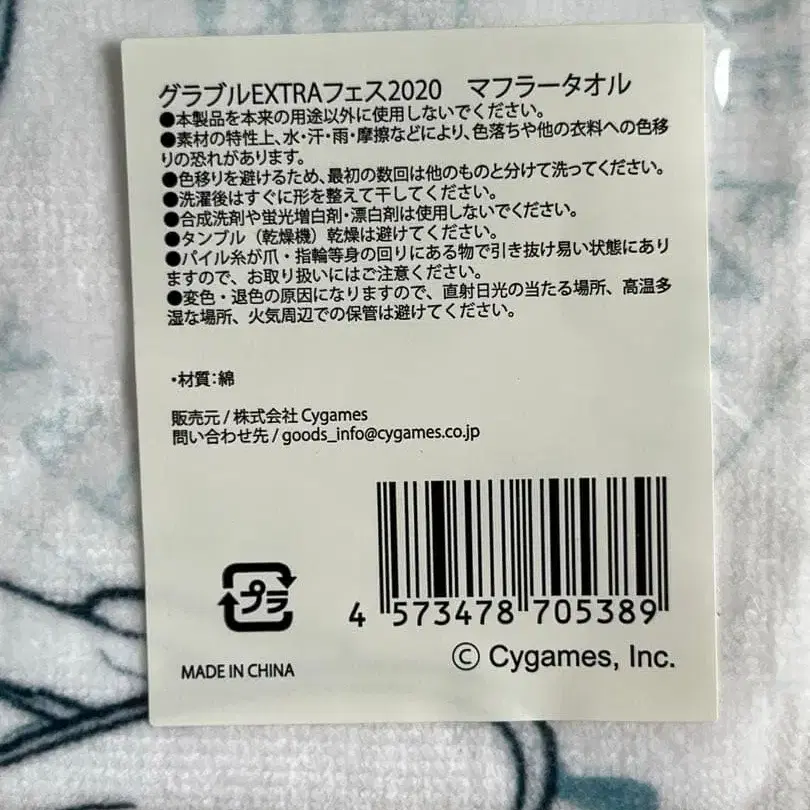 グラブルEXTRAフェス2020　マフラータオル
●本製品を本来の用途以外に使用しないでください。
●素材の特性上、水・汗・雨・摩擦などにより、色落ちや他の衣料への色移
りの恐れがあります。
●色移りを避けるため、最初の数回は他のものと分けて洗ってください。
●洗濯後はすぐに形を整えて干してください。
●合成洗剤や蛍光増白剤・漂白剤は使用しないでください。
●タンブル（乾燥機）乾燥は避けてください。
●パイル糸が爪・指輪等身の回りにある物で引き抜け易い状態にあり
ますので、お取り扱いにはご注意ください。
●変色・退色の原因になりますので、直射日光の当たる場所、高温多
湿な場所、火気周辺での保管は避けてください。
・材質：綿
販売元 / 株式会社 Cygames
問い合わせ先 / goods_info@cygames.co.jp
プラ
4 573478 705389
© Cygames, Inc.
MADE IN CHINA